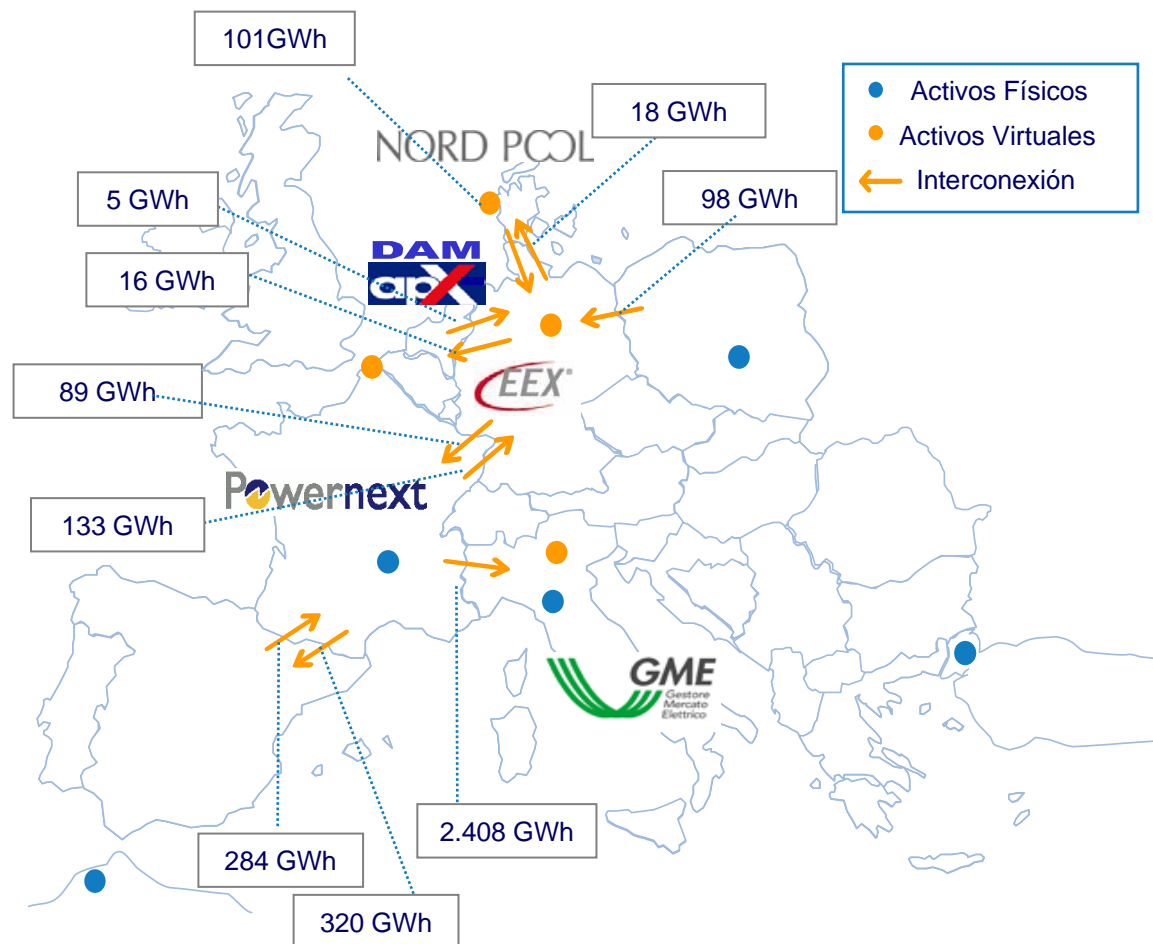 101GWh
Activos Físicos
18 GWh
Activos Virtuales
NORD POOL
Interconexión
5 GWh
98 GWh
DAM
apX
16 GWh
EEX®
89 GWh
Powernext
133 GWh
GME
Gestore
Mercato
Elettrico
2.408 GWh
284 GWh
320 GWh